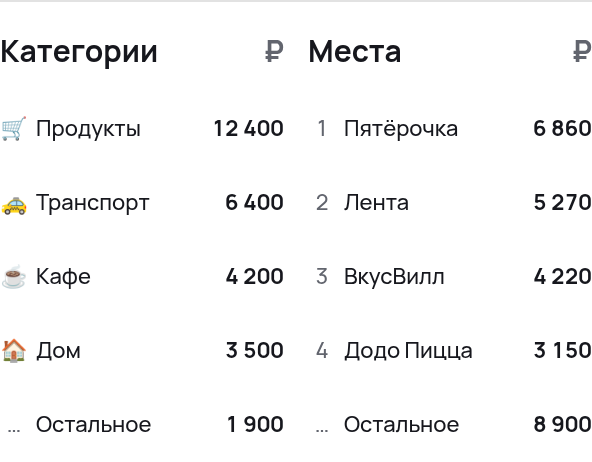 Категории ₽
🛒 Продукты 12 400
🚕 Транспорт 6 400
☕ Кафе 4 200
🏠 Дом 3 500
... Остальное 1 900
Места ₽
1 Пятёрочка 6 860
2 Лента 5 270
3 ВкусВилл 4 220
4 Додо Пицца 3 150
... Остальное 8 900